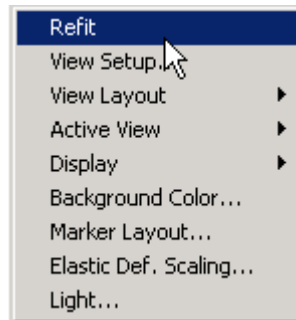 Refit
View Setup...
View Layout
Active View
Display
Background Color...
Marker Layout...
Elastic Def. Scaling...
Light...